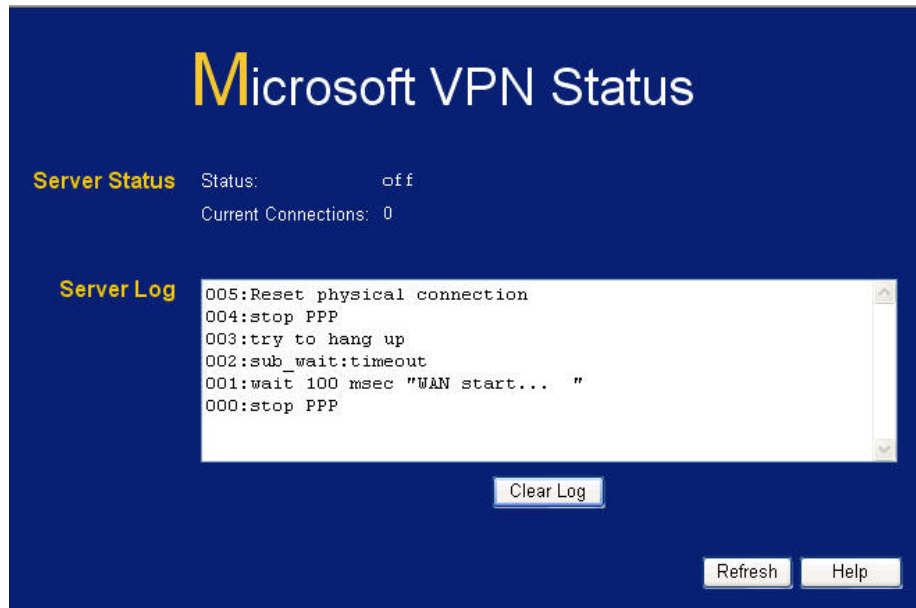 Microsoft VPN Status
Server Status Status: off
Current Connections: 0
Server Log
005:Reset physical connection
004:stop PPP
003:try to hang up
002:sub_wait:timeout
001:wait 100 msec "WAN start...  "
000:stop PPP
Clear Log
Refresh Help